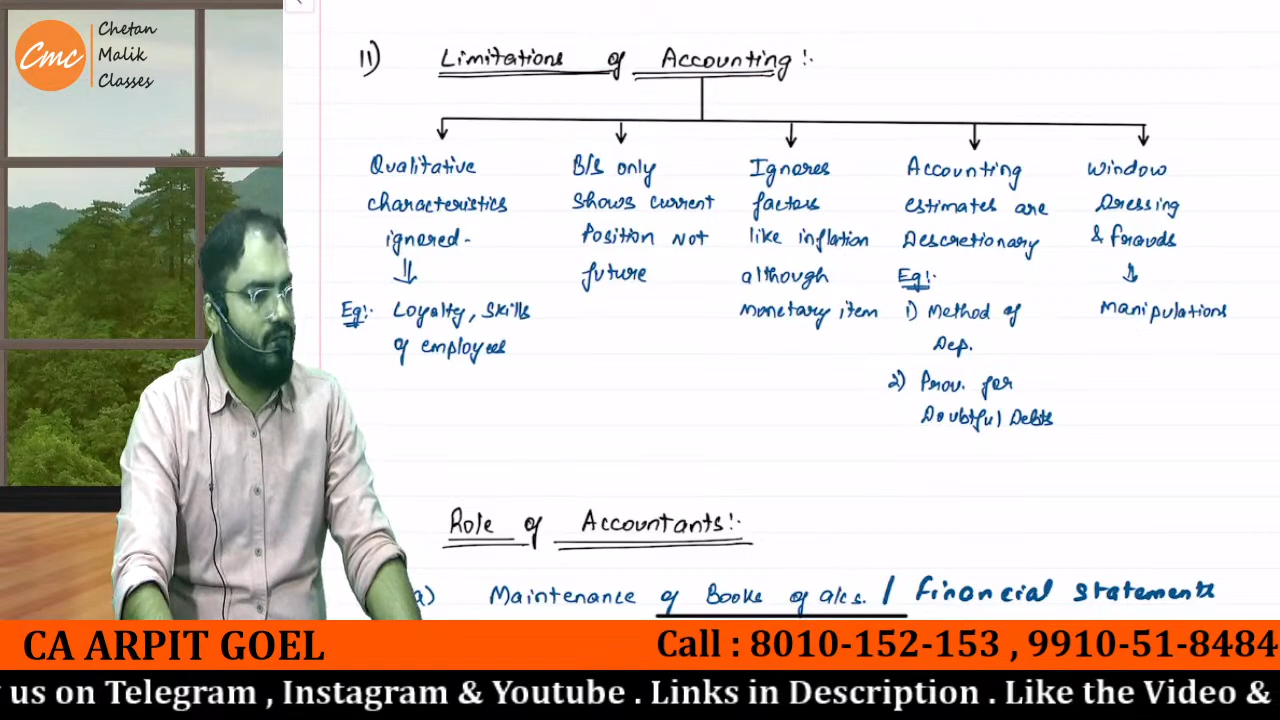 Chetan
Malik
Classes
CMC
11) Limitations of Accounting :-
Qualitative
characteristics
ignored -
Eg:- Loyalty, skills
of employees
B/S only
shows current
Position Not
future
Ignores
factors
like inflation
although
monetary item
Accounting
estimates are
Descretionary
Eg:-
1) Method of
Dep.
2) Prov. for
Doubtful Debts
Window
Dressing
& frauds
Manipulations
Role of Accountants:-
a) Maintenance of Books of a/cs. / Financial statements
CA ARPIT GOEL
Call : 8010-152-153 , 9910-51-8484
us on Telegram , Instagram & Youtube . Links in Description . Like the Video &